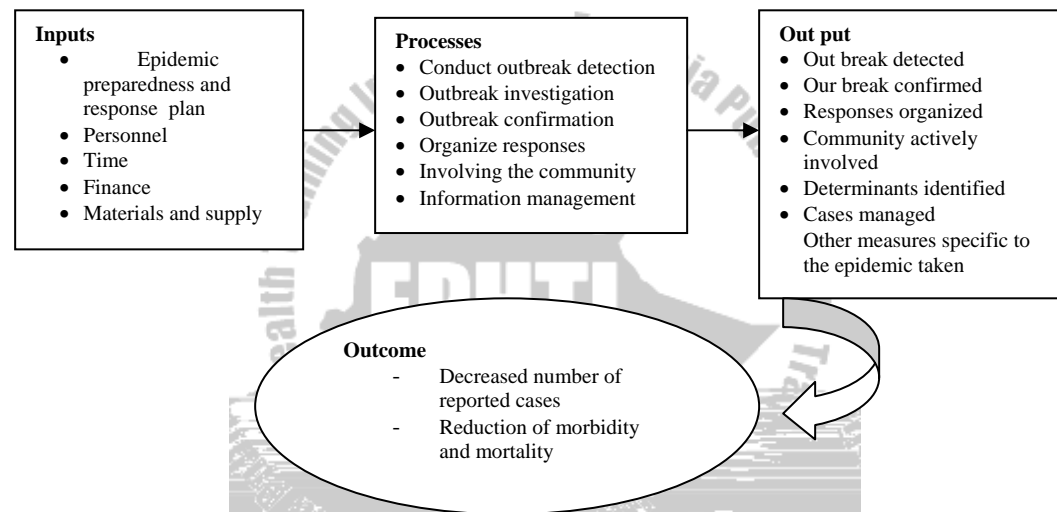 Inputs
• Epidemic
preparedness and
response plan
• Personnel
• Time
• Finance
• Materials and supply
Processes
• Conduct outbreak detection
• Outbreak investigation
• Outbreak confirmation
• Organize responses
• Involving the community
• Information management
Out put
• Out break detected
• Our break confirmed
• Responses organized
• Community actively
involved
• Determinants identified
• Cases managed
Other measures specific to
the epidemic taken
Outcome
- Decreased number of
reported cases
- Reduction of morbidity
and mortality